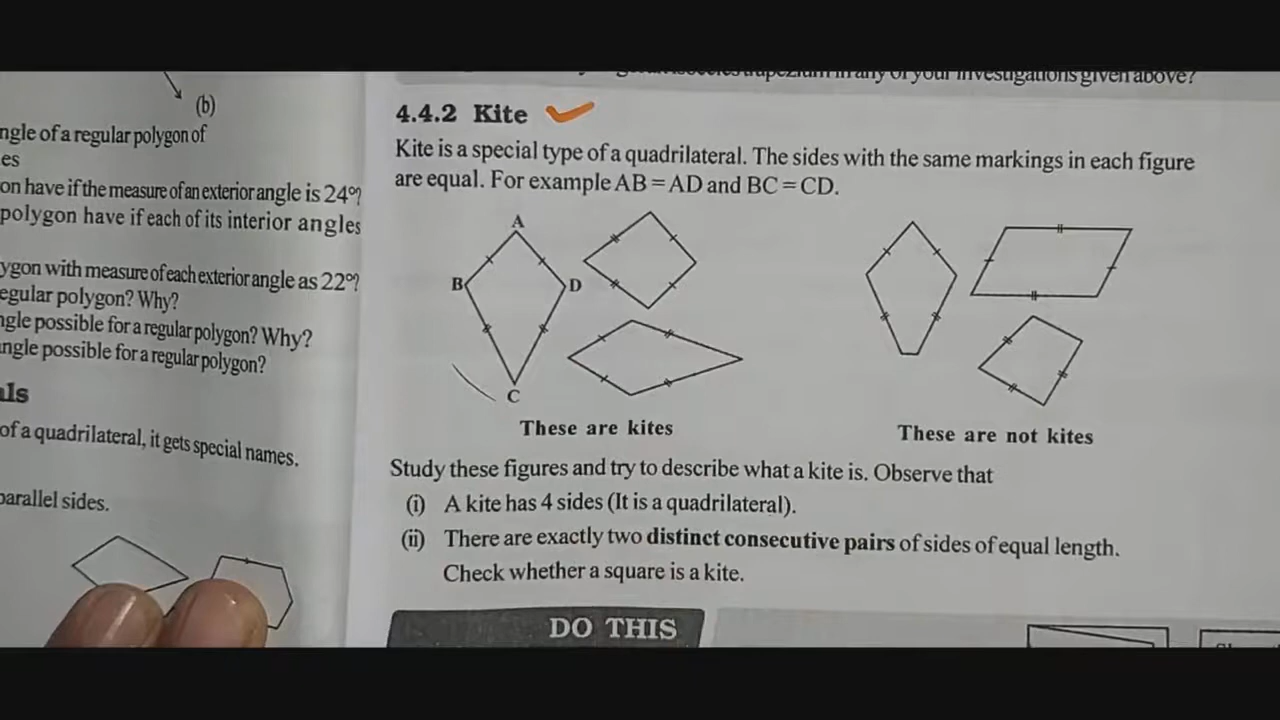 (b)
ngle of a regular polygon of
es
on have if the measure of an exterior angle is 24°?
polygon have if each of its interior angles
ygon with measure of each exterior angle as 22°?
egular polygon? Why?
ngle possible for a regular polygon? Why?
ngle possible for a regular polygon?
ls
of a quadrilateral, it gets special names.
parallel sides.
trapezium in any of your investigations given above?
4.4.2 Kite
Kite is a special type of a quadrilateral. The sides with the same markings in each figure
are equal. For example AB = AD and BC = CD.
A
B
D
C
These are kites
These are not kites
Study these figures and try to describe what a kite is. Observe that
(i) A kite has 4 sides (It is a quadrilateral).
(ii) There are exactly two distinct consecutive pairs of sides of equal length.
Check whether a square is a kite.
DO THIS